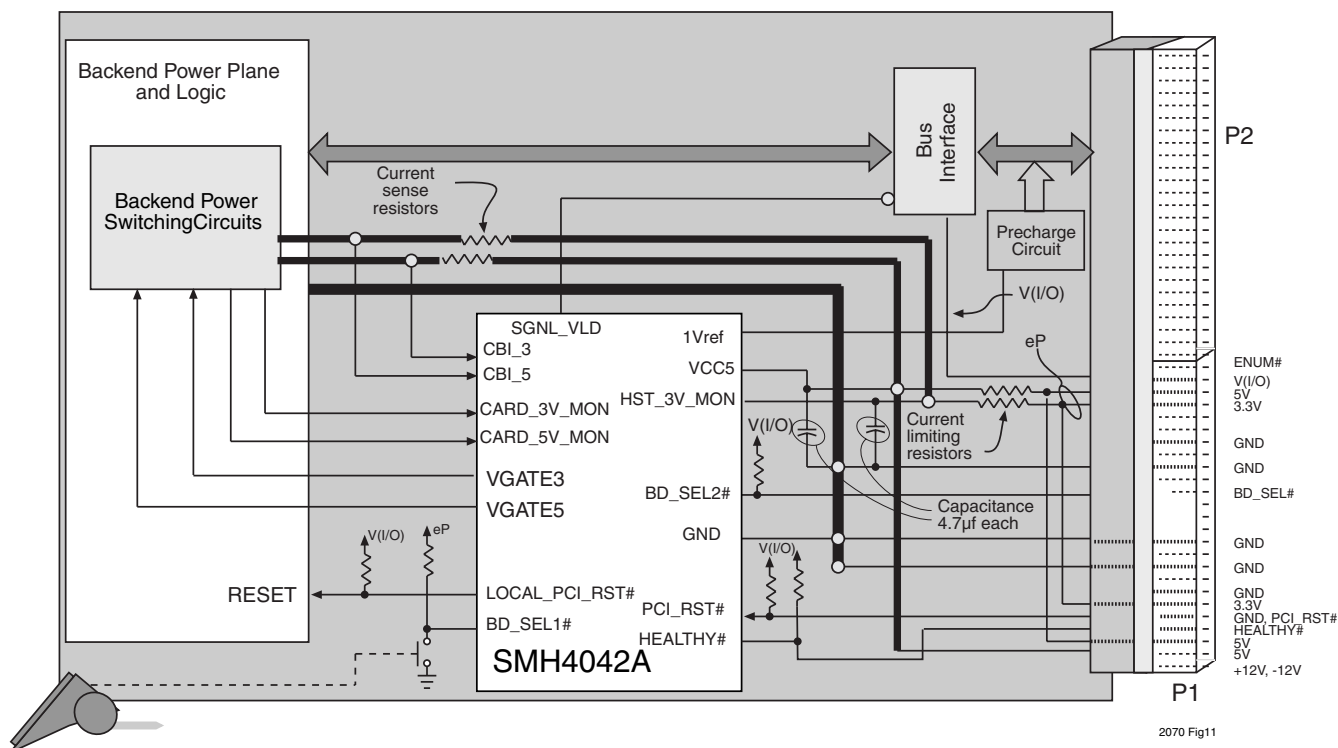 Backend Power Plane
and Logic
Backend Power
SwitchingCircuits
Current
sense
resistors
Bus
Interface
P2
Precharge
Circuit
V(I/O)
eP
SGNL_VLD
1Vref
CBI_3
VCC5
CBI_5
HST_3V_MON
CARD_3V_MON
CARD_5V_MON
V(I/O)
Current
limiting
resistors
VGATE3
BD_SEL2#
VGATE5
Capacitance
4.7µf each
GND
V(I/O)
eP
V(I/O)
RESET
LOCAL_PCI_RST#
PCI_RST#
BD_SEL1#
HEALTHY#
SMH4042A
ENUM#
V(I/O)
5V
3.3V
GND
GND
BD_SEL#
GND
GND
GND
3.3V
GND, PCI_RST#
HEALTHY#
5V
5V
+12V, -12V
P1
2070 Fig11